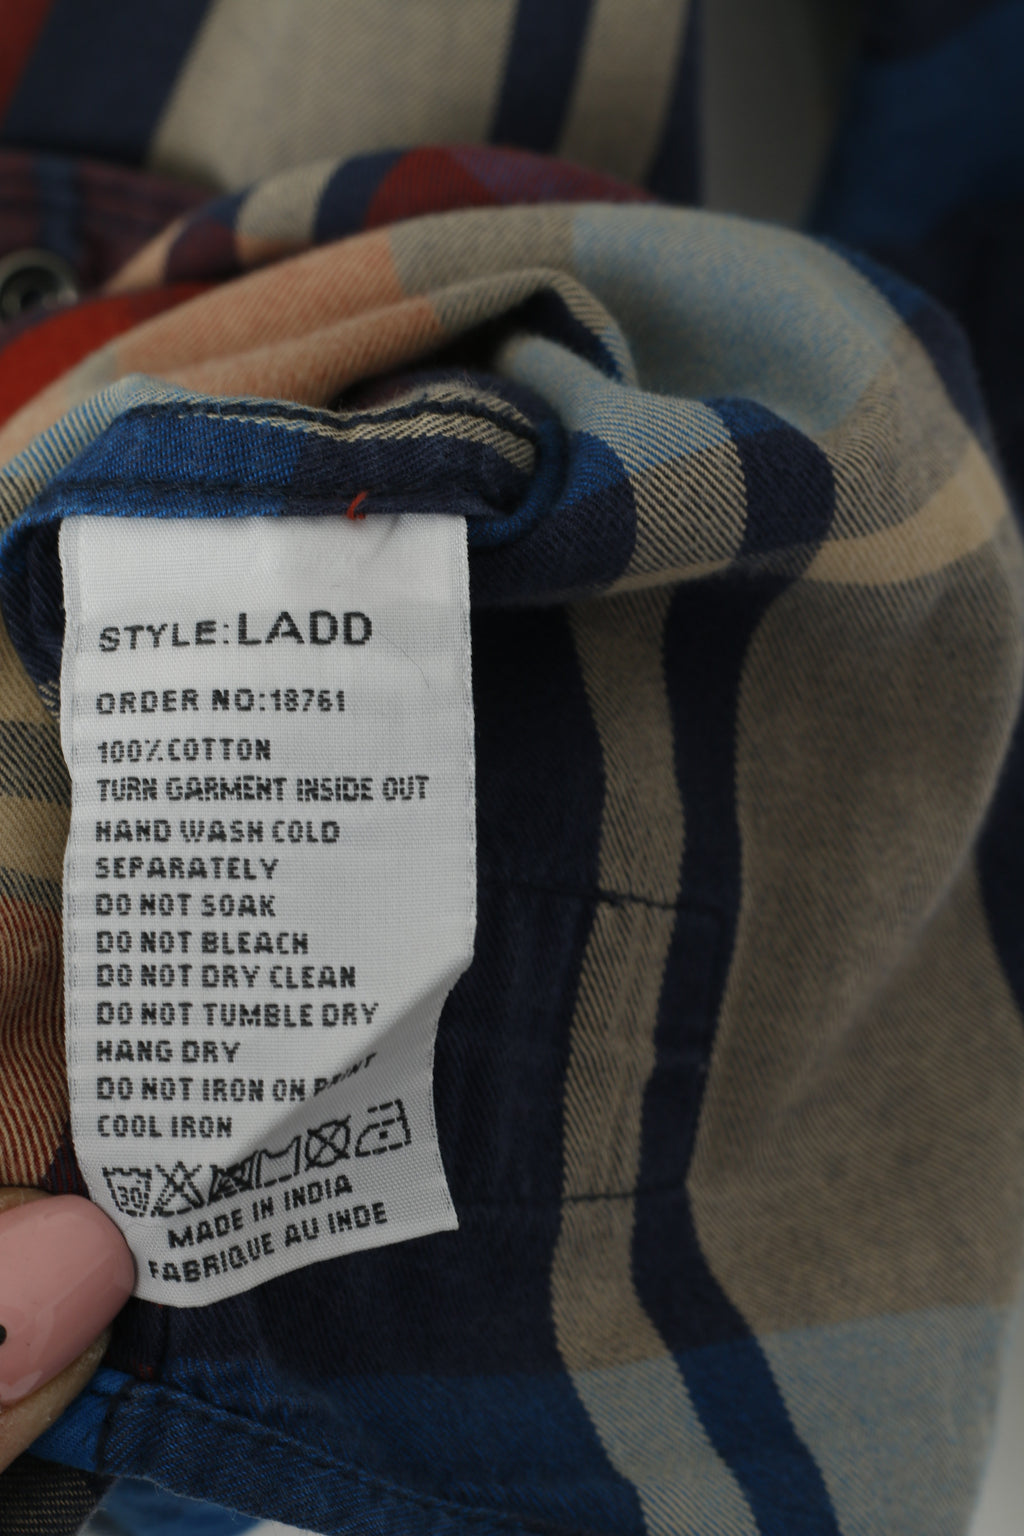 STYLE:LADD
ORDER NO:18761
100% COTTON
TURN GARMENT INSIDE OUT
HAND WASH COLD
SEPARATELY
DO NOT SOAK
DO NOT BLEACH
DO NOT DRY CLEAN
DO NOT TUMBLE DRY
HANG DRY
DO NOT IRON ON PRINT
COOL IRON
30
MADE IN INDIA
FABRIQUE AU INDE